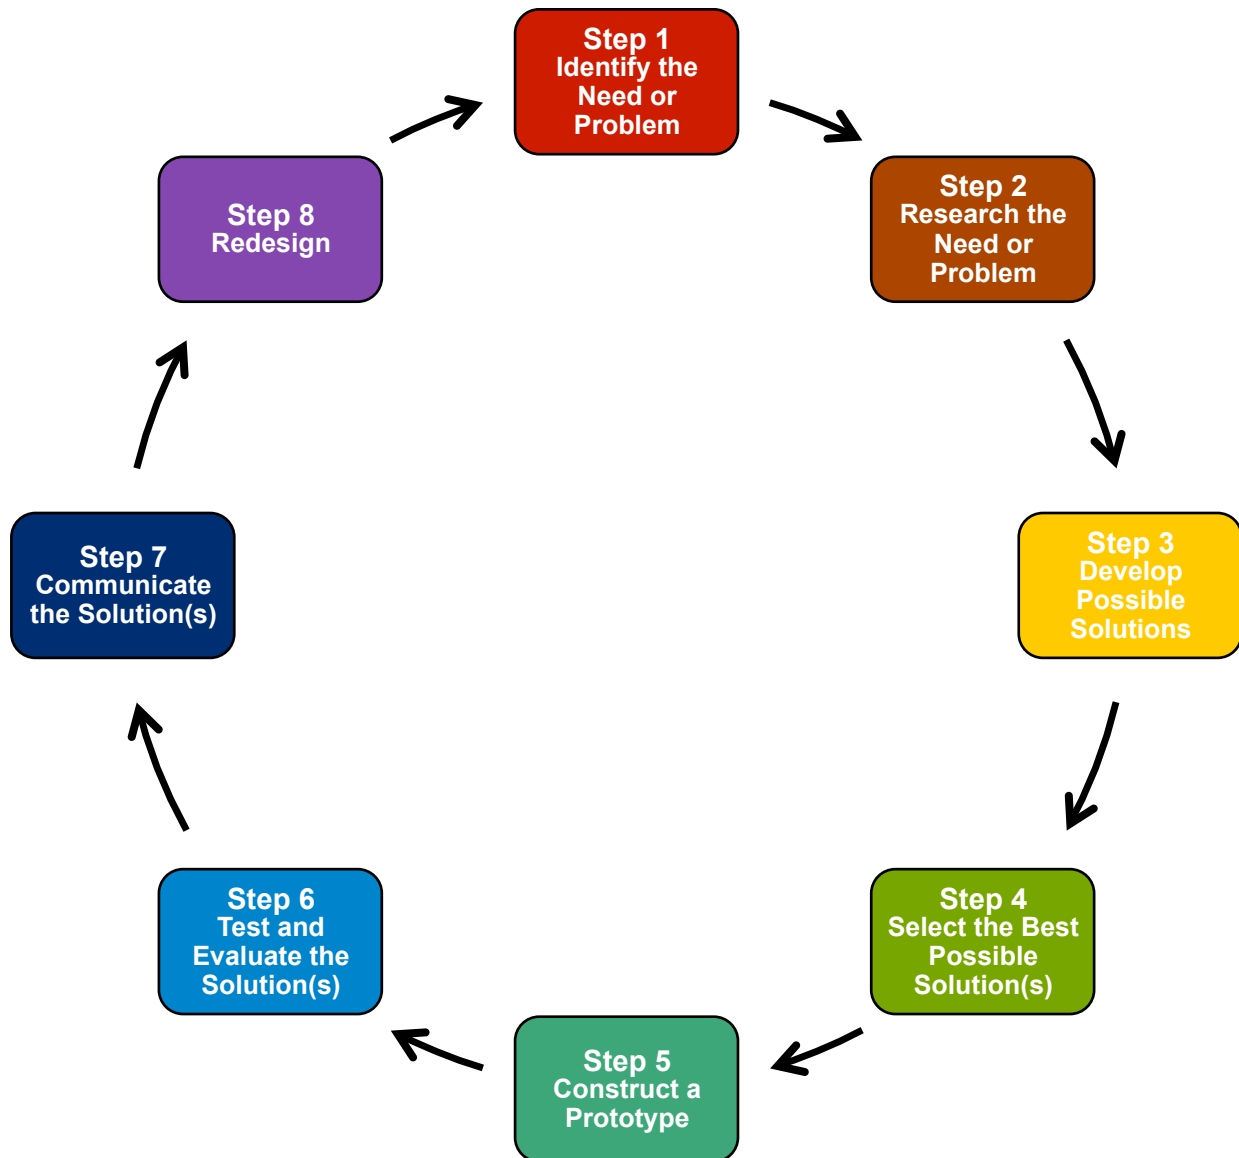 Step 1
Identify the
Need or
Problem
Step 2
Research the
Need or
Problem
Step 3
Develop
Possible
Solutions
Step 4
Select the Best
Possible
Solution(s)
Step 5
Construct a
Prototype
Step 6
Test and
Evaluate the
Solution(s)
Step 7
Communicate
the Solution(s)
Step 8
Redesign